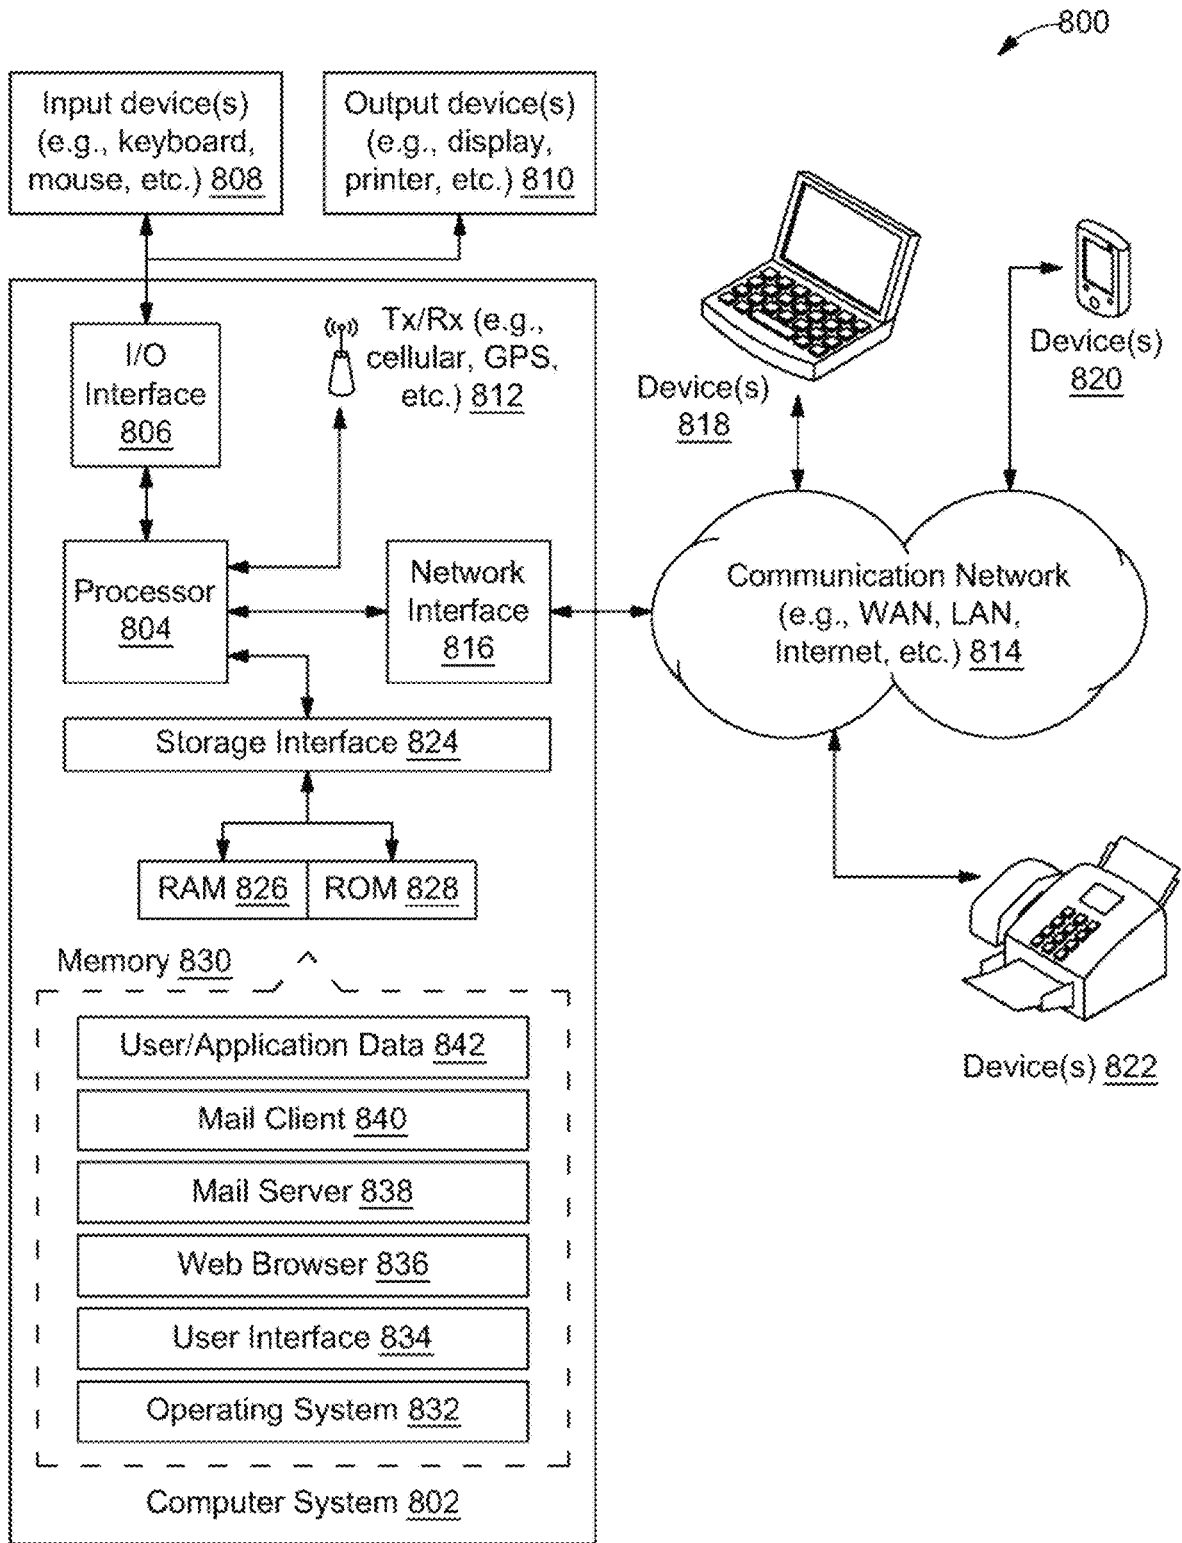 800
Input device(s)
(e.g., keyboard,
mouse, etc.) 808
Output device(s)
(e.g., display,
printer, etc.) 810
I/O
Interface
806
Tx/Rx (e.g.,
cellular, GPS,
etc.) 812
Device(s)
818
Device(s)
820
Processor
804
Network
Interface
816
Communication Network
(e.g., WAN, LAN,
Internet, etc.) 814
Storage Interface 824
RAM 826
ROM 828
Memory 830
User/Application Data 842
Mail Client 840
Mail Server 838
Web Browser 836
User Interface 834
Operating System 832
Computer System 802
Device(s) 822